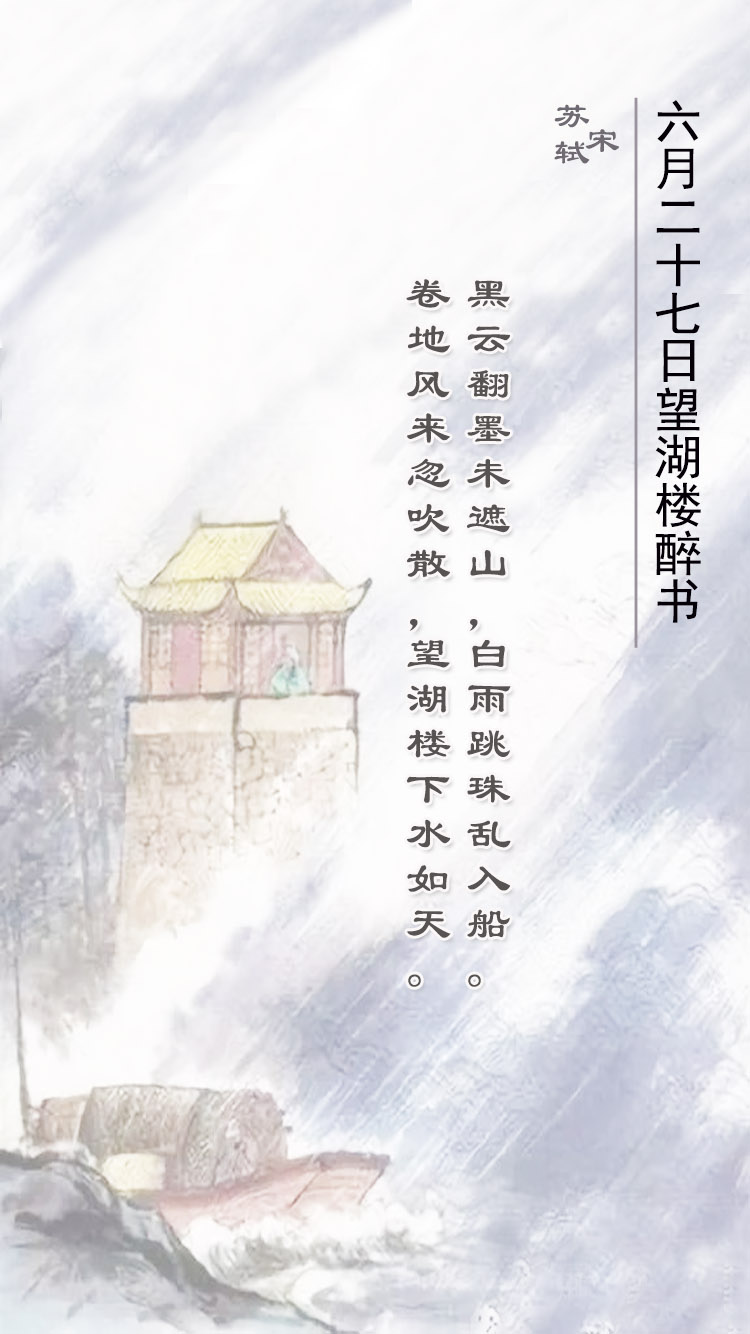 六月二十七日望湖楼醉书
宋
苏轼
黑云翻墨未遮山，白雨跳珠乱入船。
卷地风来忽吹散，望湖楼下水如天。